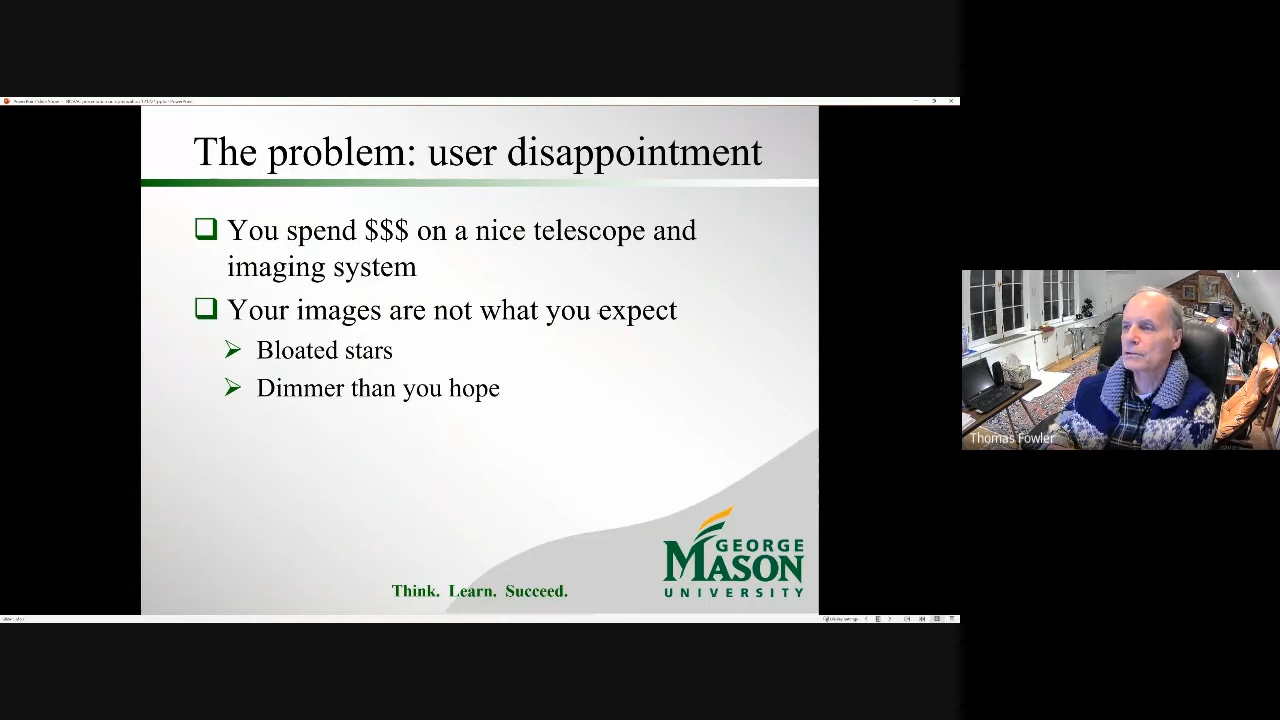 The problem: user disappointment
You spend $$$ on a nice telescope and
imaging system
Your images are not what you expect
Bloated stars
Dimmer than you hope
Thomas Fowler
GEORGE
MASON
UNIVERSITY
Think. Learn. Succeed.